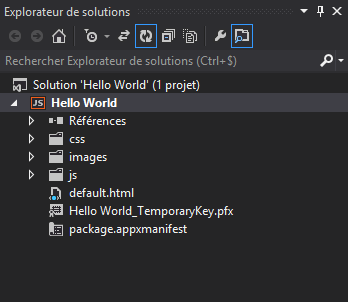 Explorateur de solutions
Rechercher Explorateur de solutions (Ctrl+$)
Solution 'Hello World' (1 projet)
JS Hello World
Références
css
images
js
default.html
Hello World_TemporaryKey.pfx
package.appxmanifest